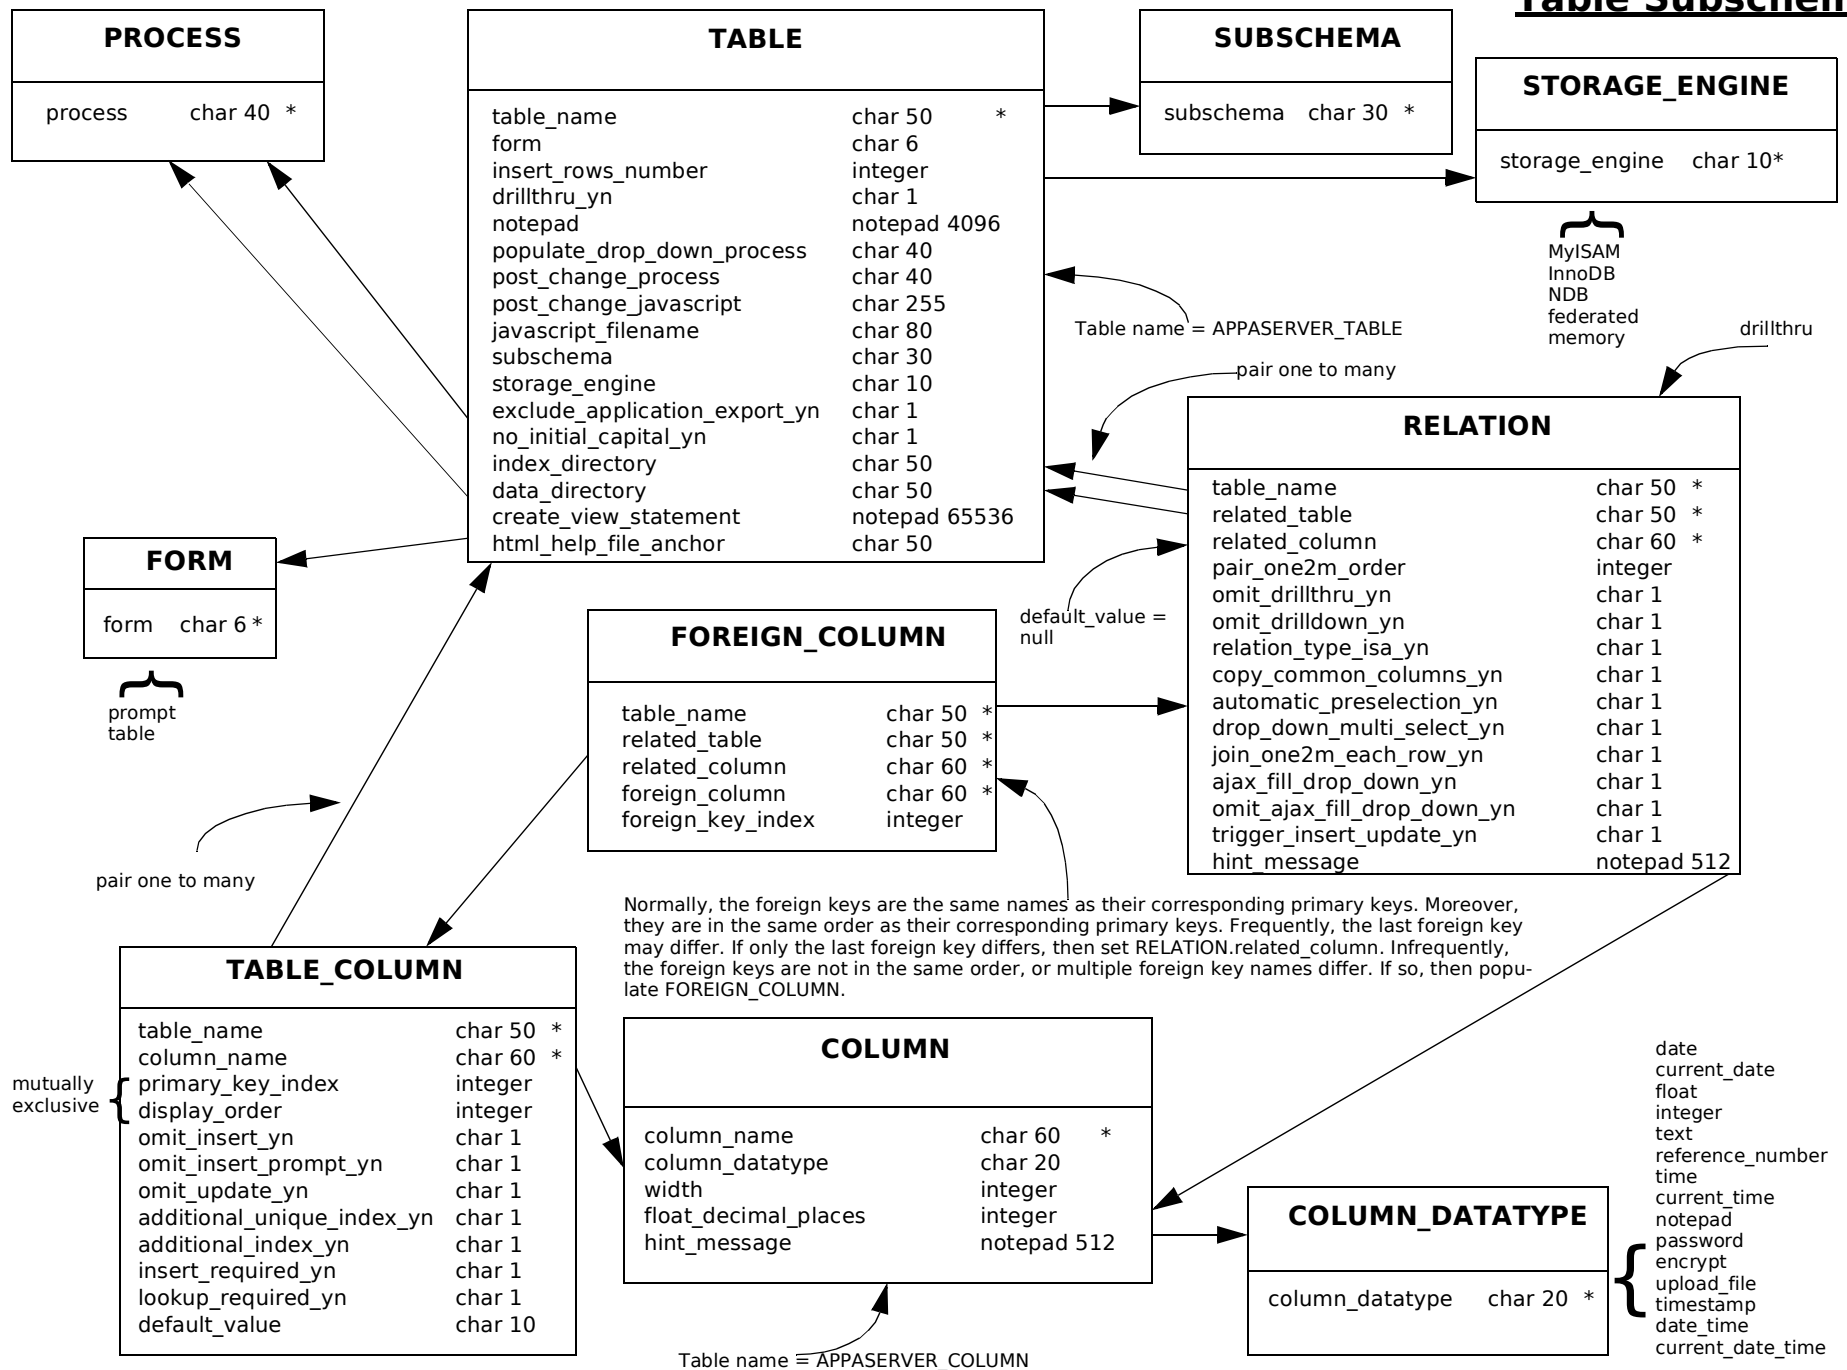 Table Subschem
PROCESS
process char 40 *
TABLE
table_name char 50 *
form char 6
insert_rows_number integer
drillthru_yn char 1
notepad notepad 4096
populate_drop_down_process char 40
post_change_process char 40
post_change_javascript char 255
javascript_filename char 80
subschema char 30
storage_engine char 10
exclude_application_export_yn char 1
no_initial_capital_yn char 1
index_directory char 50
data_directory char 50
create_view_statement notepad 65536
html_help_file_anchor char 50
SUBSCHEMA
subschema char 30 *
STORAGE_ENGINE
storage_engine char 10*
MyISAM
InnoDB
NDB
federated
memory
Table name = APPASERVER_TABLE
pair one to many
drillthru
RELATION
table_name char 50 *
related_table char 50 *
related_column char 60 *
pair_one2m_order integer
omit_drillthru_yn char 1
omit_drilldown_yn char 1
relation_type_isa_yn char 1
copy_common_columns_yn char 1
automatic_preselection_yn char 1
drop_down_multi_select_yn char 1
join_one2m_each_row_yn char 1
ajax_fill_drop_down_yn char 1
omit_ajax_fill_drop_down_yn char 1
trigger_insert_update_yn char 1
hint_message notepad 512
default_value =
null
FORM
form char 6 *
prompt
table
FOREIGN_COLUMN
table_name char 50 *
related_table char 50 *
related_column char 60 *
foreign_column char 60 *
foreign_key_index integer
pair one to many
Normally, the foreign keys are the same names as their corresponding primary keys. Moreover,
they are in the same order as their corresponding primary keys. Frequently, the last foreign key
may differ. If only the last foreign key differs, then set RELATION.related_column. Infrequently,
the foreign keys are not in the same order, or multiple foreign key names differ. If so, then popu-
late FOREIGN_COLUMN.
TABLE_COLUMN
table_name char 50 *
column_name char 60 *
primary_key_index integer
display_order integer
omit_insert_yn char 1
omit_insert_prompt_yn char 1
omit_update_yn char 1
additional_unique_index_yn char 1
additional_index_yn char 1
insert_required_yn char 1
lookup_required_yn char 1
default_value char 10
mutually
exclusive
COLUMN
column_name char 60 *
column_datatype char 20
width integer
float_decimal_places integer
hint_message notepad 512
Table name = APPASERVER_COLUMN
COLUMN_DATATYPE
column_datatype char 20 *
date
current_date
float
integer
text
reference_number
time
current_time
notepad
password
encrypt
upload_file
timestamp
date_time
current_date_time